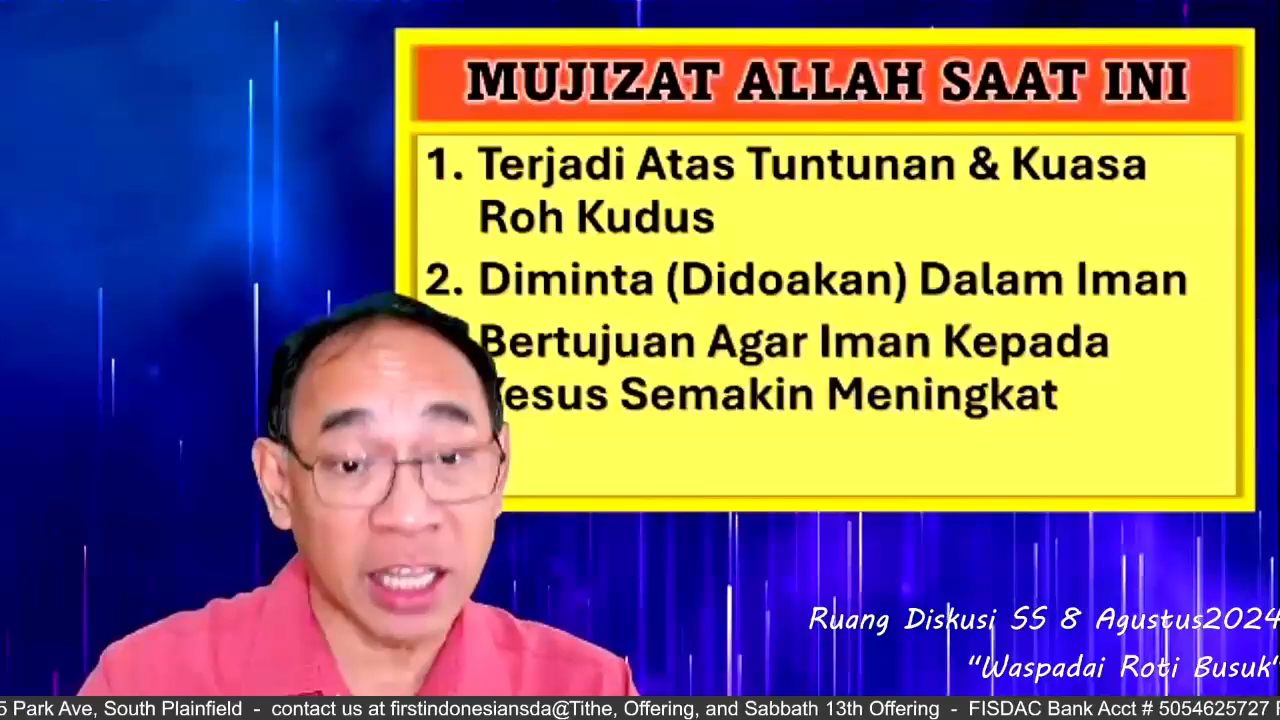 MUJIZAT ALLAH SAAT INI
1. Terjadi Atas Tuntunan & Kuasa
Roh Kudus
2. Diminta (Didoakan) Dalam Iman
Bertujuan Agar Iman Kepada
Yesus Semakin Meningkat
Ruang Diskusi SS 8 Agustus2024
“Waspadai Roti Busuk“
5 Park Ave, South Plainfield - contact us at firstindonesiansda@Tithe, Offering, and Sabbath 13th Offering - FISDAC Bank Acct # 5054625727